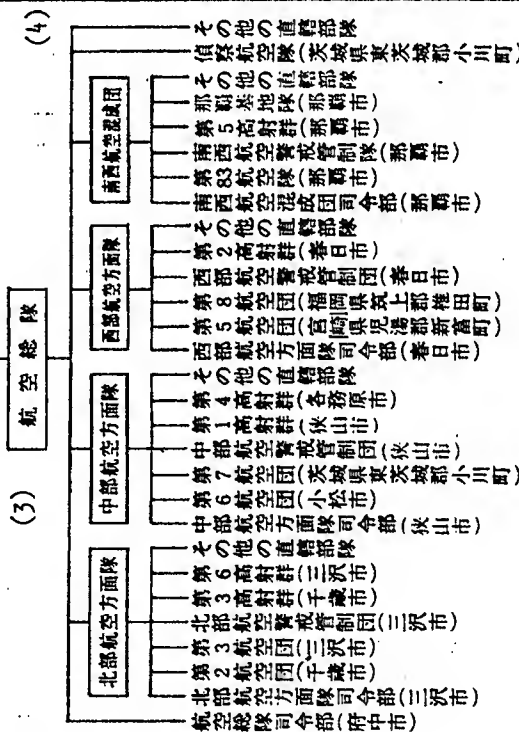 (3)
(4)
航空総隊
航空総隊司令部(府中市)
北部航空方面隊
北部航空方面隊司令部(三沢市)
第2航空団(千歳市)
第3航空団(三沢市)
北部航空警戒管制団(三沢市)
第3高射群(千歳市)
第6高射群(三沢市)
その他の直轄部隊
中部航空方面隊
中部航空方面隊司令部(狭山市)
第6航空団(小松市)
第7航空団(茨城県東茨城郡小川町)
中部航空警戒管制団(狭山市)
第1高射群(狭山市)
第4高射群(各務原市)
その他の直轄部隊
西部航空方面隊
西部航空方面隊司令部(春日市)
第5航空団(宮崎県児湯郡新富町)
第8航空団(福岡県筑上郡椎田町)
西部航空警戒管制団(春日市)
第2高射群(春日市)
その他の直轄部隊
南西航空混成団
南西航空混成団司令部(那覇市)
第83航空隊(那覇市)
南西航空警戒管制隊(那覇市)
第5高射群(那覇市)
那覇基地隊(那覇市)
その他の直轄部隊
偵察航空隊(茨城県東茨城郡小川町)
その他の直轄部隊